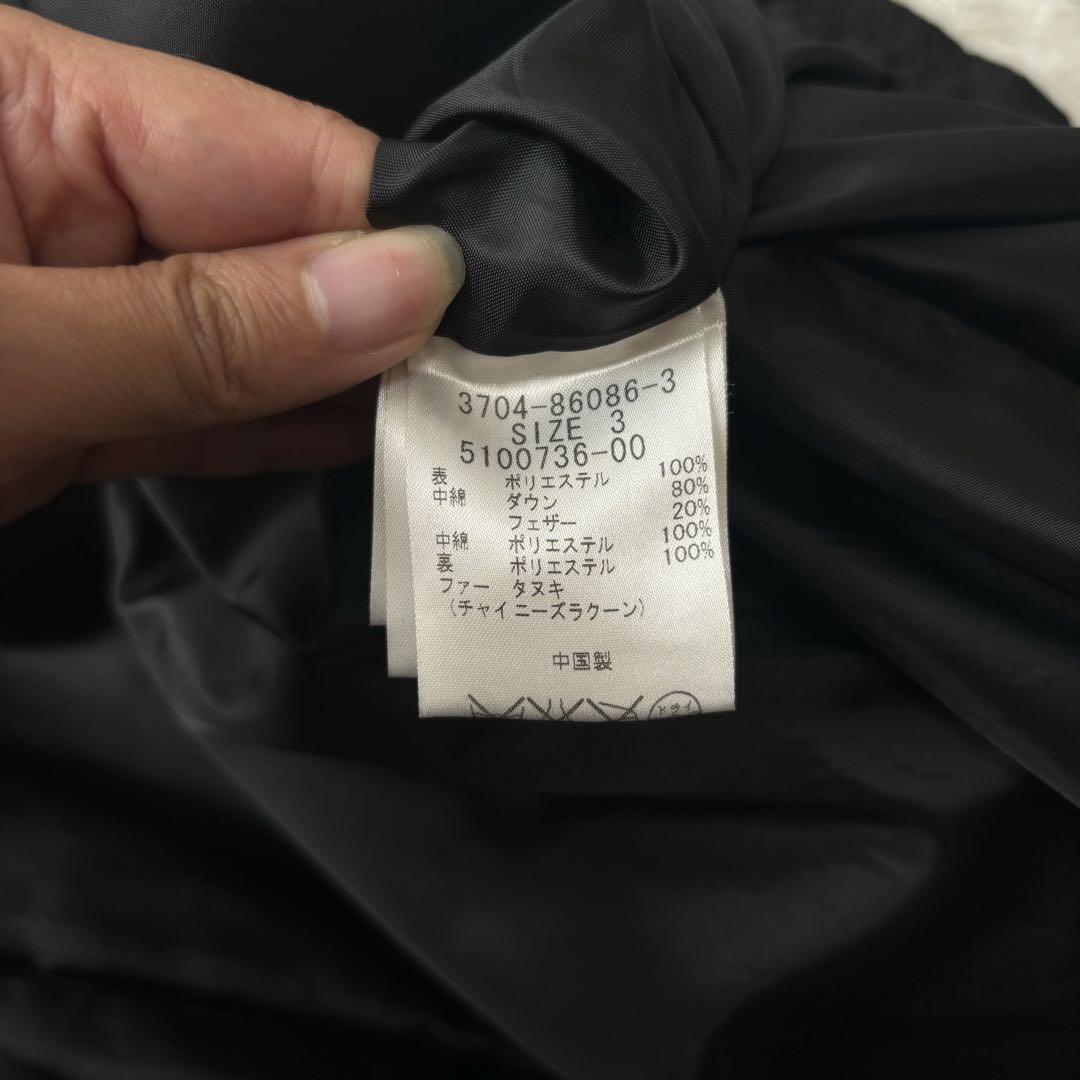 3704-86086-3
SIZE 3
5100736-00
表 ポリエステル 100%
中綿 ダウン 80%
フェザー 20%
中綿 ポリエステル 100%
裏 ポリエステル 100%
ファー タヌキ
(チャイニーズラクーン)
中国製
ドライ